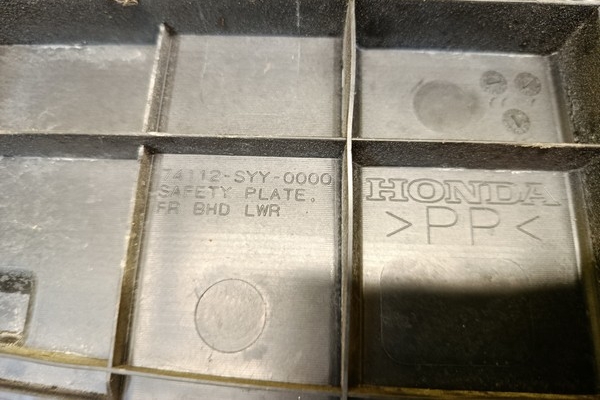 74112-SYY-0000
SAFETY PLATE,
FR BHD LWR
HONDA
>PP<